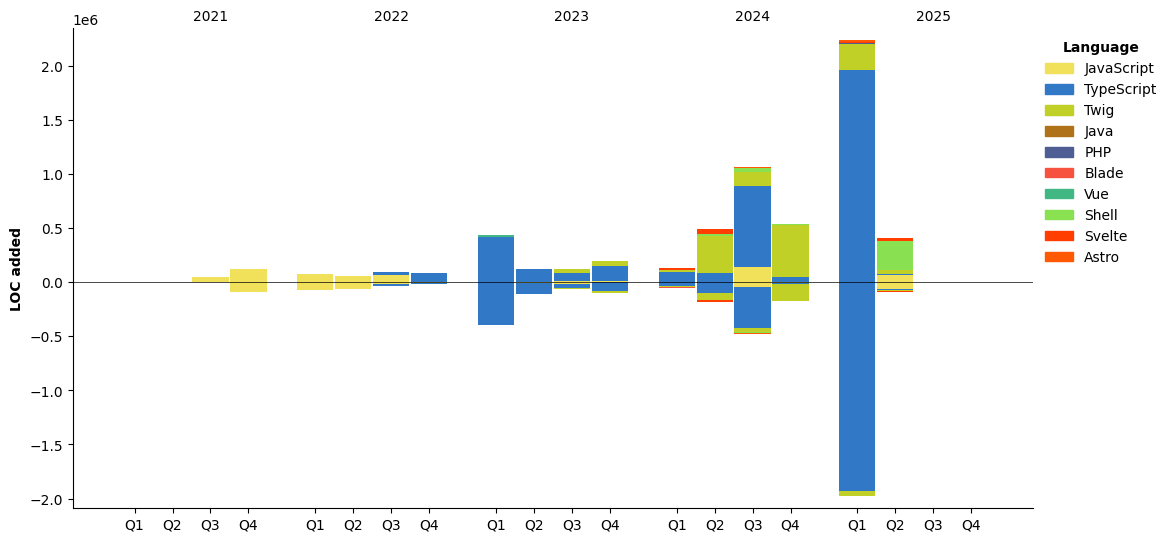 1e6
2021 2022 2023 2024 2025
LOC added
2.0
1.5
1.0
0.5
0.0
−0.5
−1.0
−1.5
−2.0
Q1 Q2 Q3 Q4 Q1 Q2 Q3 Q4 Q1 Q2 Q3 Q4 Q1 Q2 Q3 Q4 Q1 Q2 Q3 Q4
Language
JavaScript
TypeScript
Twig
Java
PHP
Blade
Vue
Shell
Svelte
Astro